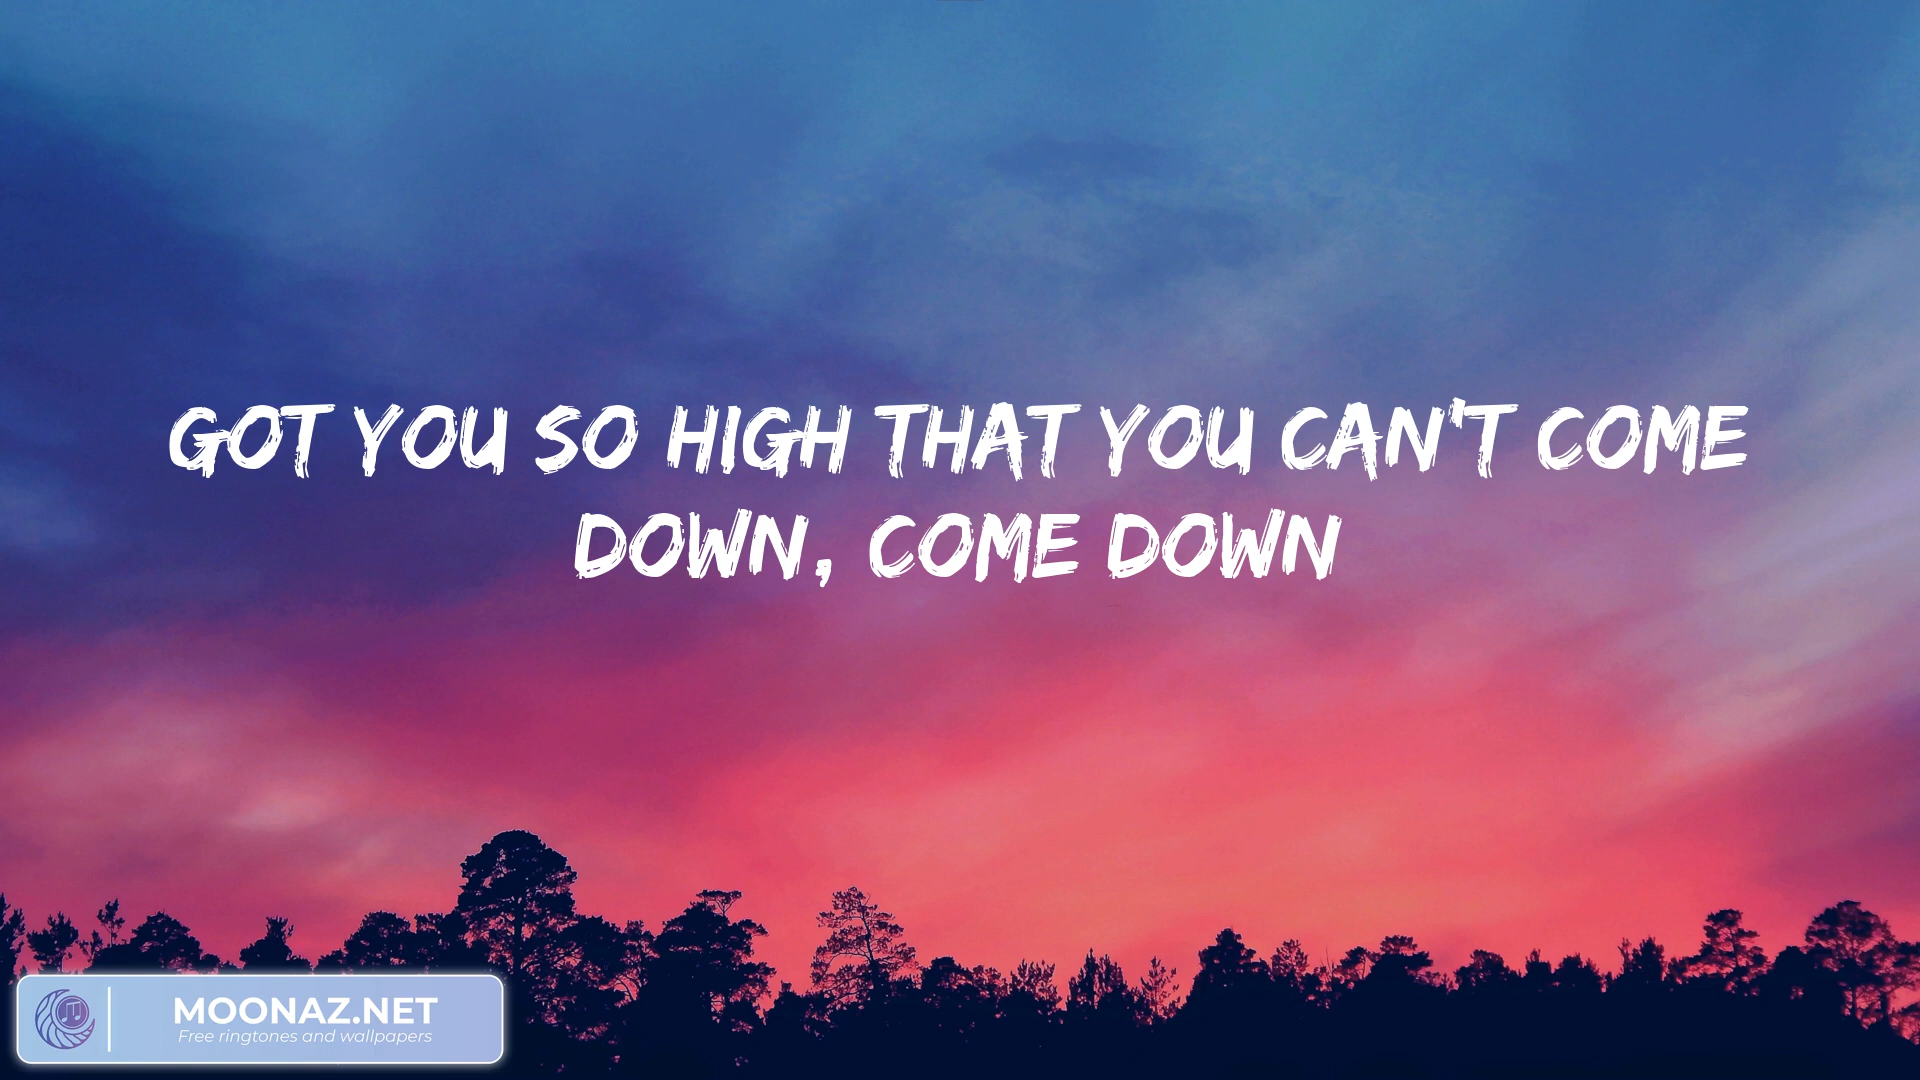 GOT YOU SO HIGH THAT YOU CAN'T COME
DOWN, COME DOWN
MOONAZ.NET
Free ringtones and wallpapers